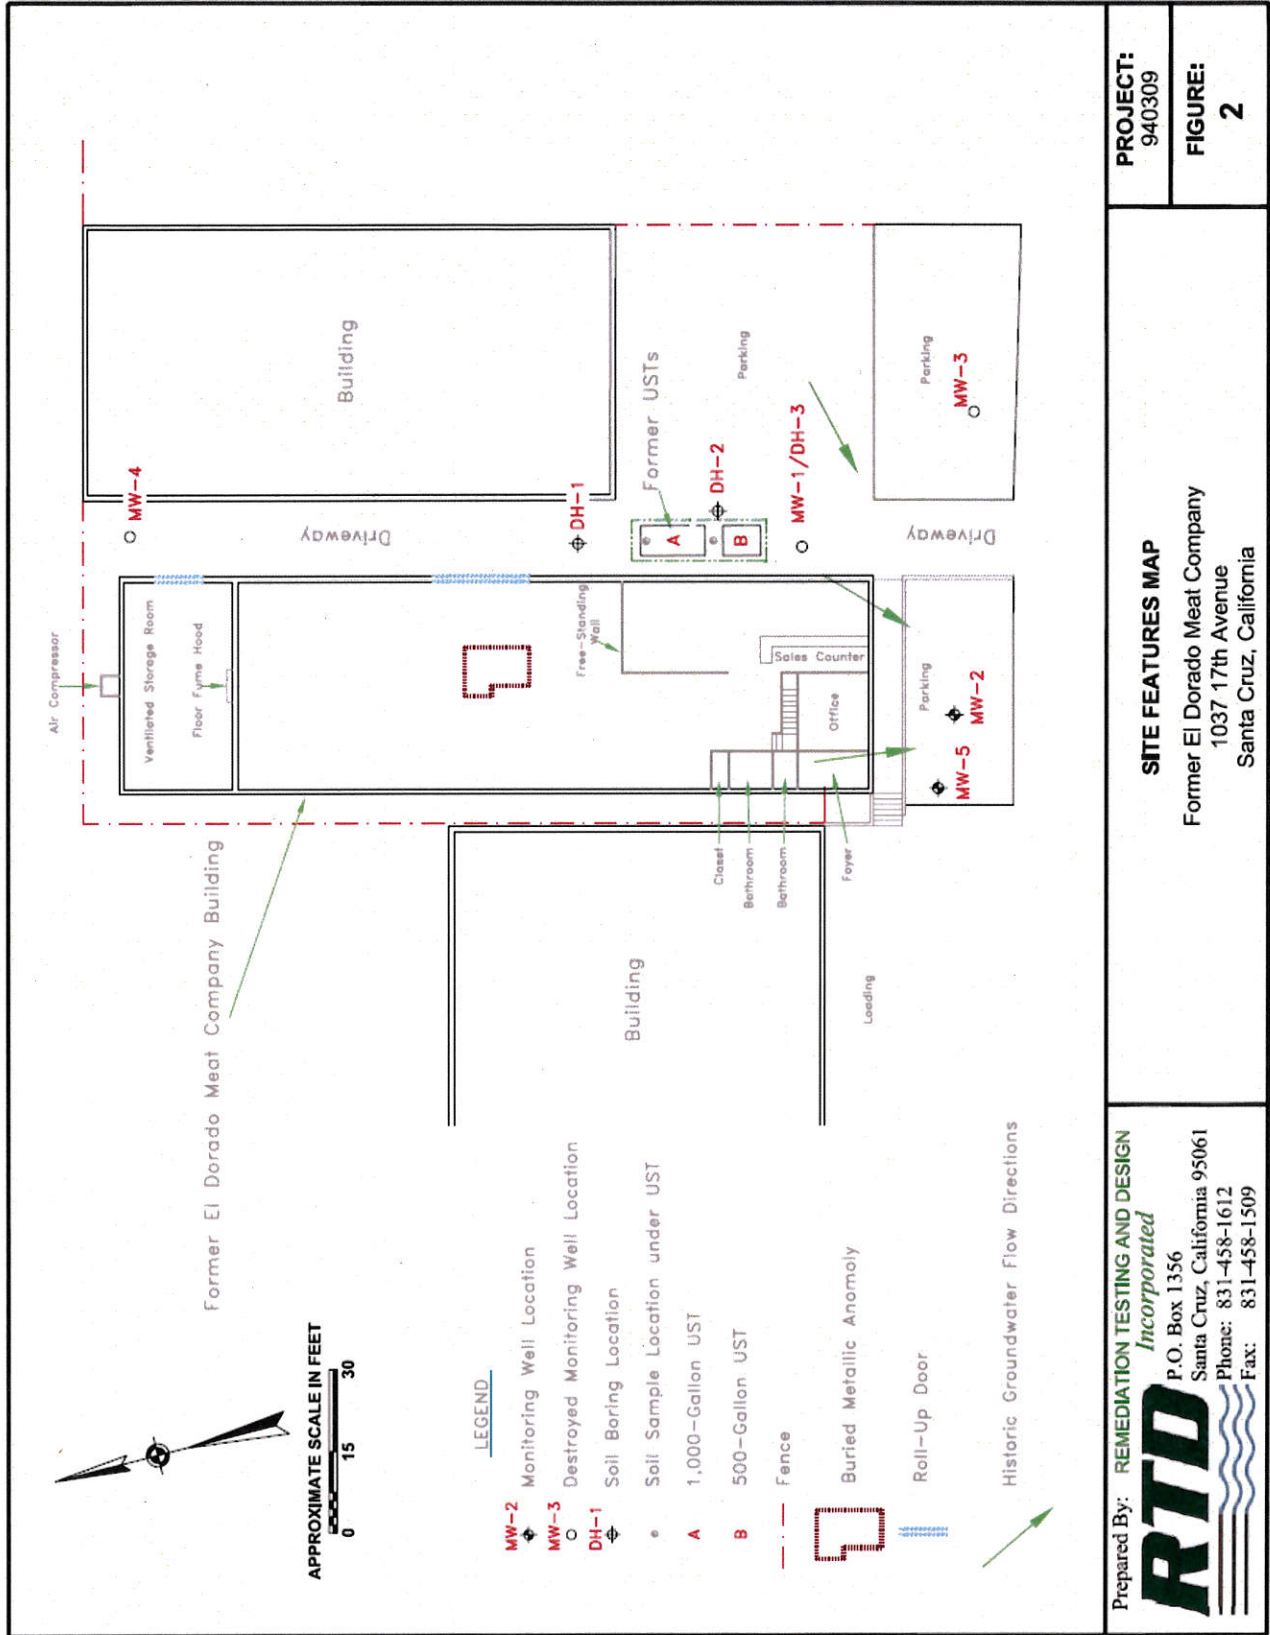 Air Compressor
Ventilated Storage Room
Floor Fume Hood
Former El Dorado Meat Company Building
Building
MW-4
Driveway
DH-1
Former USTs
A
B
DH-2
Parking
MW-1/DH-3
Parking
MW-3
Driveway
Free-Standing
Wall
Sales Counter
Office
Parking
MW-2
MW-5
Closet
Bathroom
Bathroom
Foyer
Building
Loading
APPROXIMATE SCALE IN FEET
0 15 30
LEGEND
MW-2 Monitoring Well Location
MW-3 Destroyed Monitoring Well Location
DH-1 Soil Boring Location
Soil Sample Location under UST
A 1,000-Gallon UST
B 500-Gallon UST
Fence
Buried Metallic Anomoly
Roll-Up Door
Historic Groundwater Flow Directions
Prepared By: REMEDIATION TESTING AND DESIGN
Incorporated
RTD
P.O. Box 1356
Santa Cruz, California 95061
Phone: 831-458-1612
Fax: 831-458-1509
SITE FEATURES MAP
Former El Dorado Meat Company
1037 17th Avenue
Santa Cruz, California
PROJECT:
940309
FIGURE:
2